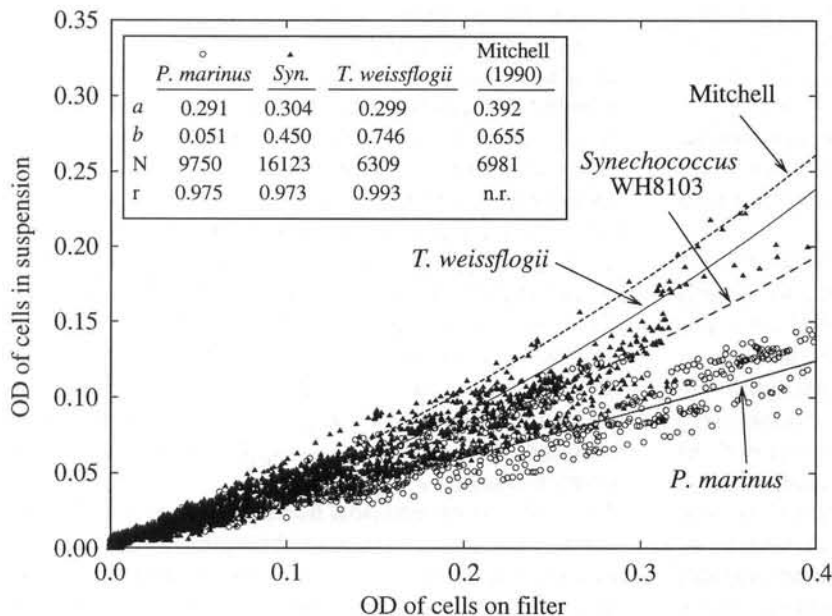 0.35
0.30
0.25
0.20
0.15
0.10
0.05
0.00
OD of cells in suspension
P. marinus Syn. T. weissflogii Mitchell (1990)
a 0.291 0.304 0.299 0.392
b 0.051 0.450 0.746 0.655
N 9750 16123 6309 6981
r 0.975 0.973 0.993 n.r.
Mitchell
Synechococcus
WH8103
T. weissflogii
P. marinus
0.0 0.1 0.2 0.3 0.4
OD of cells on filter